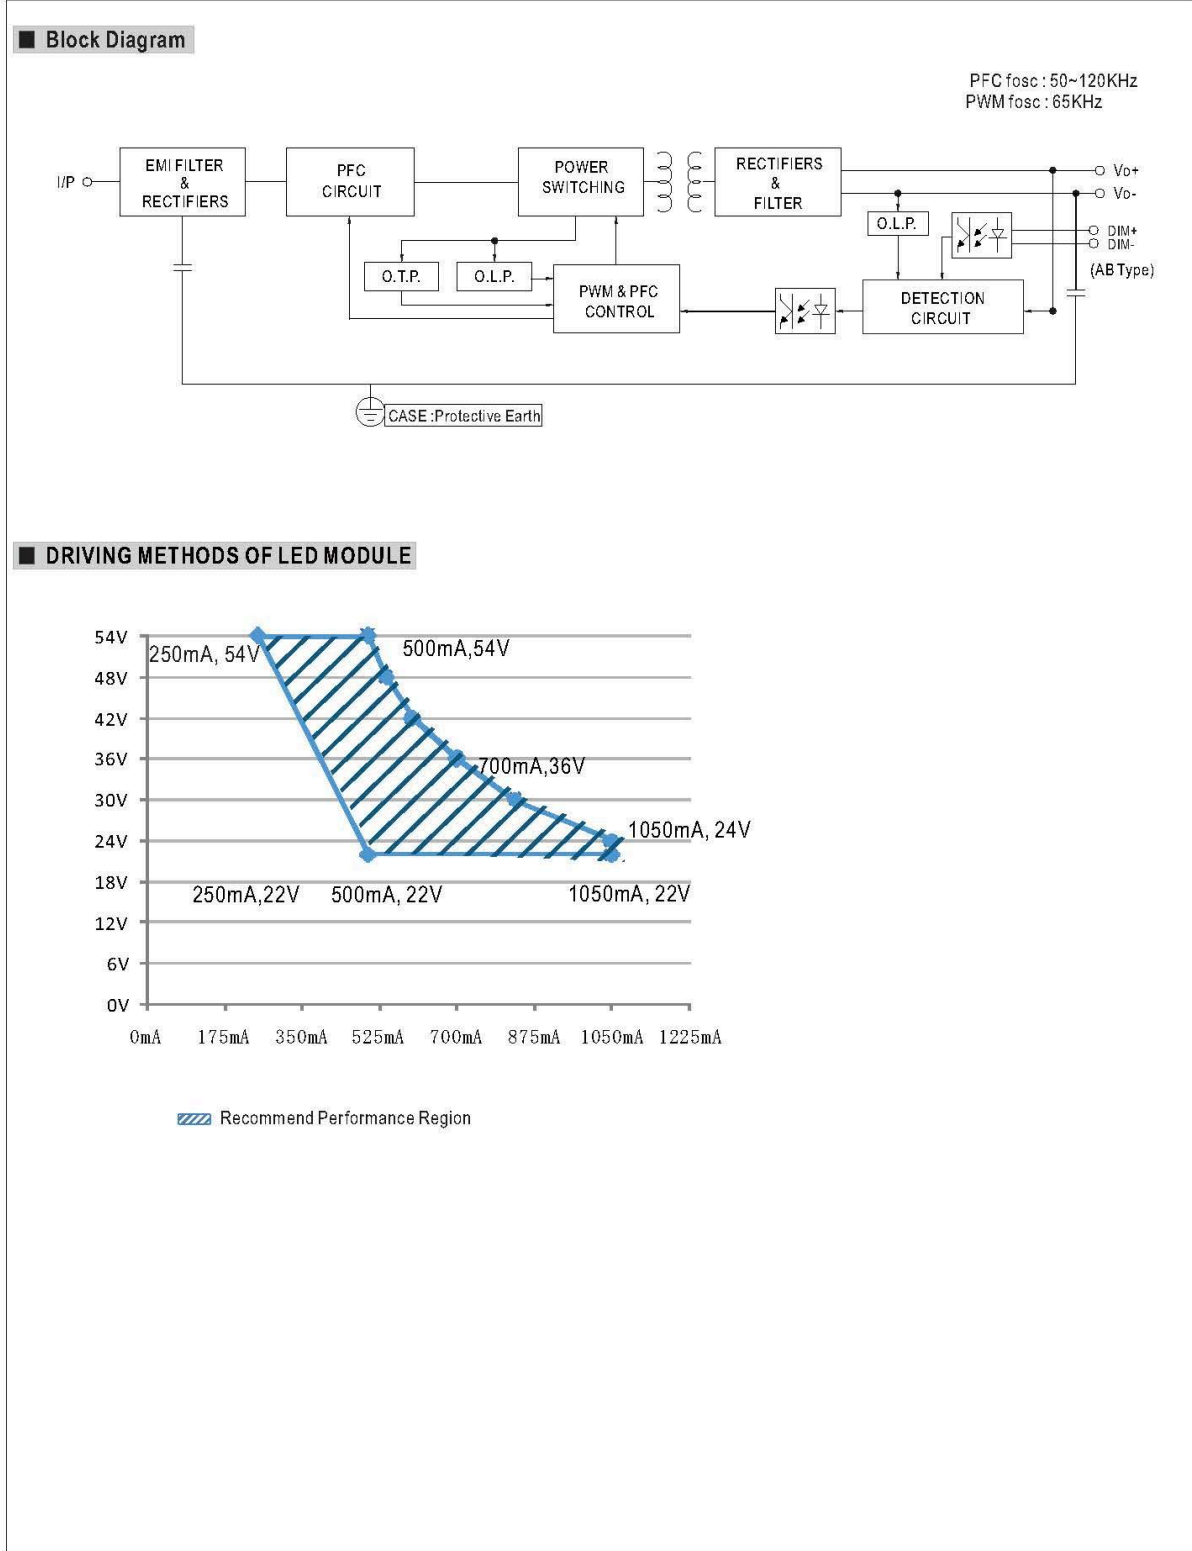 Block Diagram
PFC fosc : 50~120KHz
PWM fosc : 65KHz
I/P
EMI FILTER
&
RECTIFIERS
PFC
CIRCUIT
POWER
SWITCHING
RECTIFIERS
&
FILTER
Vo+
Vo-
O.L.P.
DIM+
DIM-
(AB Type)
O.T.P.
O.L.P.
PWM & PFC
CONTROL
DETECTION
CIRCUIT
CASE :Protective Earth
DRIVING METHODS OF LED MODULE
54V
250mA, 54V
500mA,54V
48V
42V
36V
700mA,36V
30V
24V
1050mA, 24V
18V
250mA,22V
500mA, 22V
1050mA, 22V
12V
6V
0V
0mA 175mA 350mA 525mA 700mA 875mA 1050mA 1225mA
Recommend Performance Region